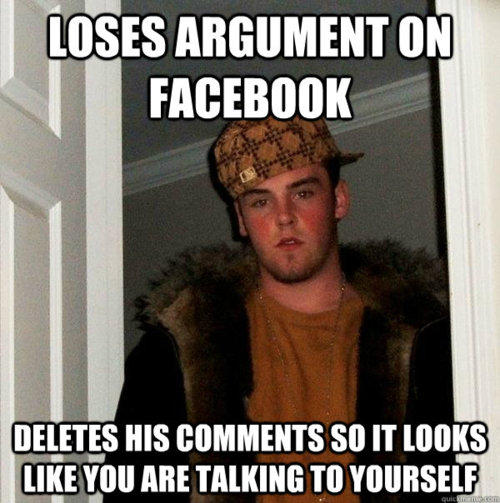 LOSES ARGUMENT ON
FACEBOOK
DELETES HIS COMMENTS SO IT LOOKS
LIKE YOU ARE TALKING TO YOURSELF